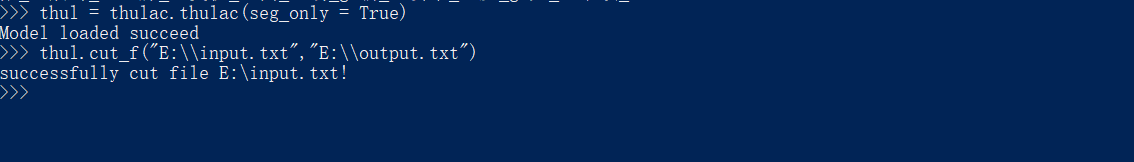 >>> thul = thulac.thulac(seg_only = True)
Model loaded succeed
>>> thul.cut_f("E:\\input.txt","E:\\output.txt")
successfully cut file E:\input.txt!
>>>